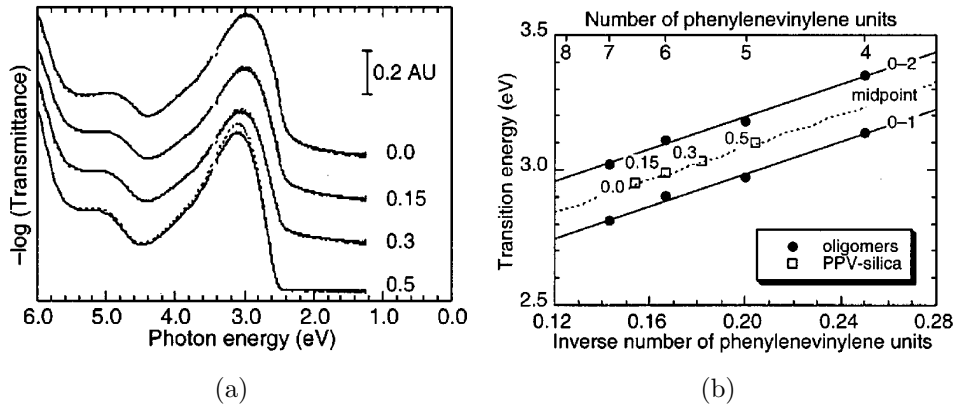 −log (Transmittance)
0.2 AU
0.0
0.15
0.3
0.5
6.0 5.0 4.0 3.0 2.0 1.0 0.0
Photon energy (eV)
(a)
Number of phenylenevinylene units
8 7 6 5 4
Transition energy (eV)
3.5
3.0
2.5
0–2
midpoint
0–1
0.5
0.3
0.15
0.0
oligomers
PPV-silica
0.12 0.16 0.20 0.24 0.28
Inverse number of phenylenevinylene units
(b)